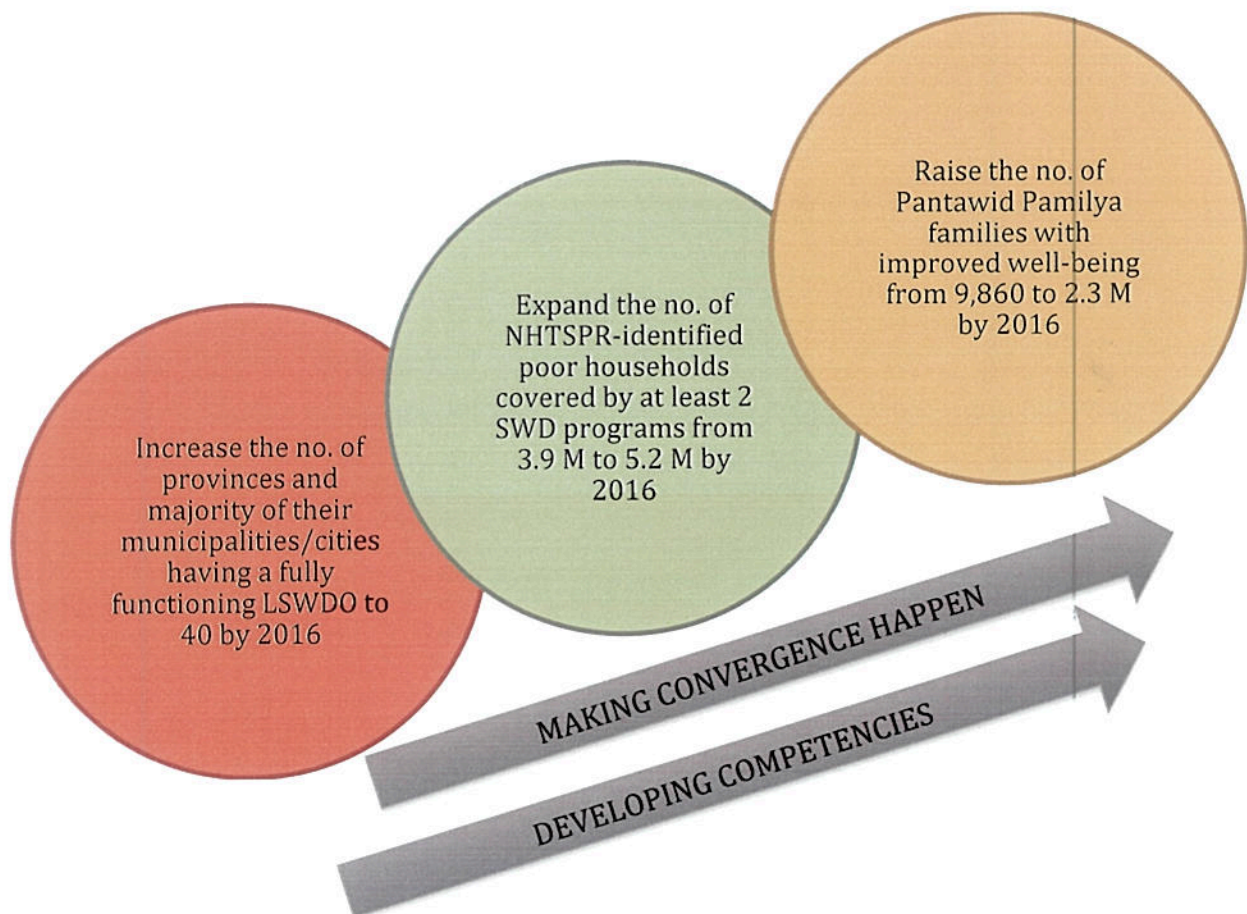 Increase the no. of
provinces and
majority of their
municipalities/cities
having a fully
functioning LSWDO to
40 by 2016
Expand the no. of
NHTSPR-identified
poor households
covered by at least 2
SWD programs from
3.9 M to 5.2 M by
2016
Raise the no. of
Pantawid Pamilya
families with
improved well-being
from 9,860 to 2.3 M
by 2016
MAKING CONVERGENCE HAPPEN
DEVELOPING COMPETENCIES